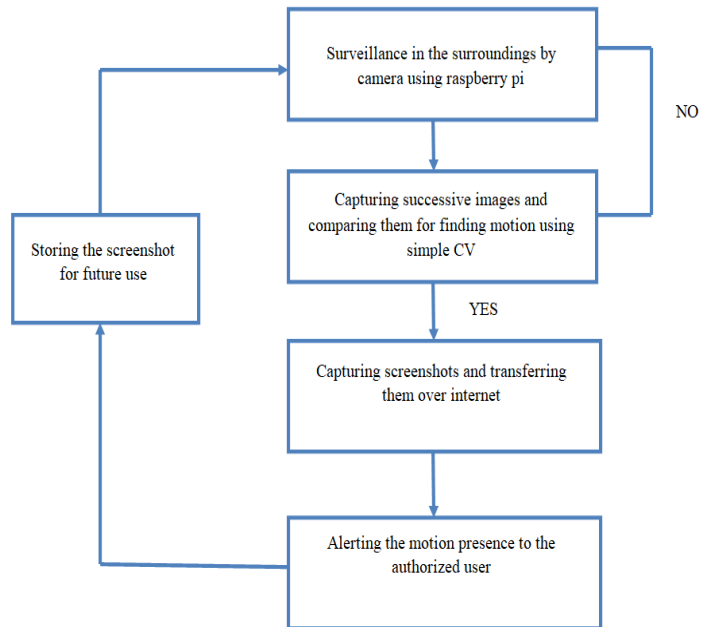 Surveillance in the surroundings by
camera using raspberry pi
NO
Capturing successive images and
comparing them for finding motion using
simple CV
Storing the screenshot
for future use
YES
Capturing screenshots and transferring
them over internet
Alerting the motion presence to the
authorized user